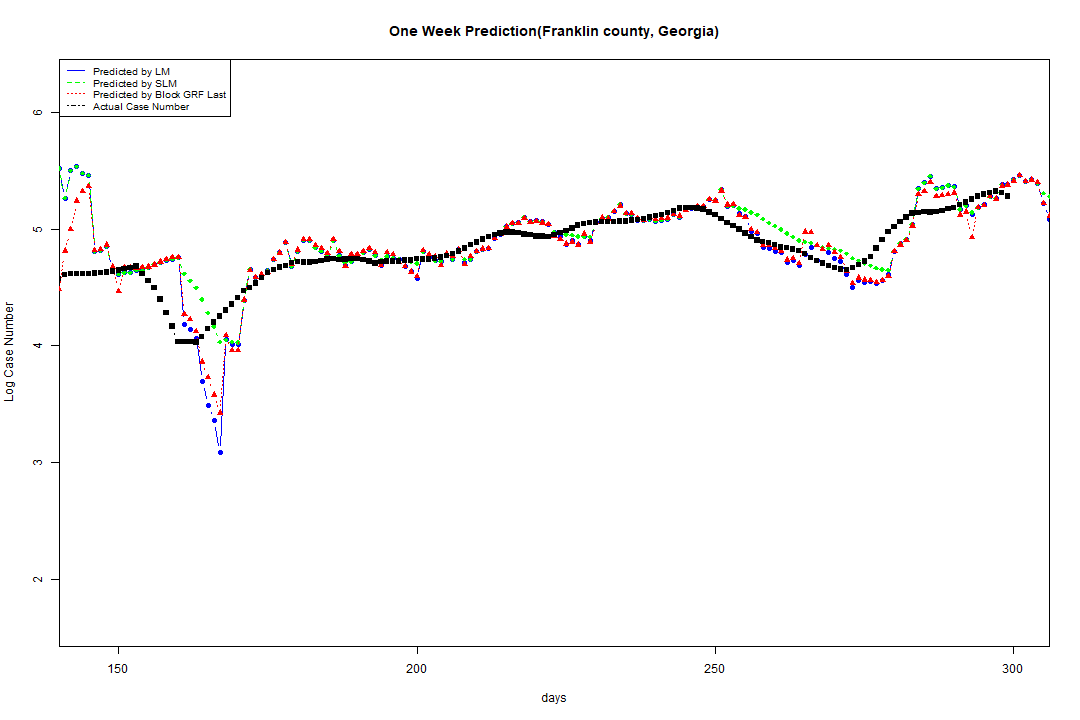 One Week Prediction(Franklin county, Georgia)
Predicted by LM
Predicted by SLM
Predicted by Block GRF Last
Actual Case Number
6
5
4
3
2
Log Case Number
150 200 250 300
days